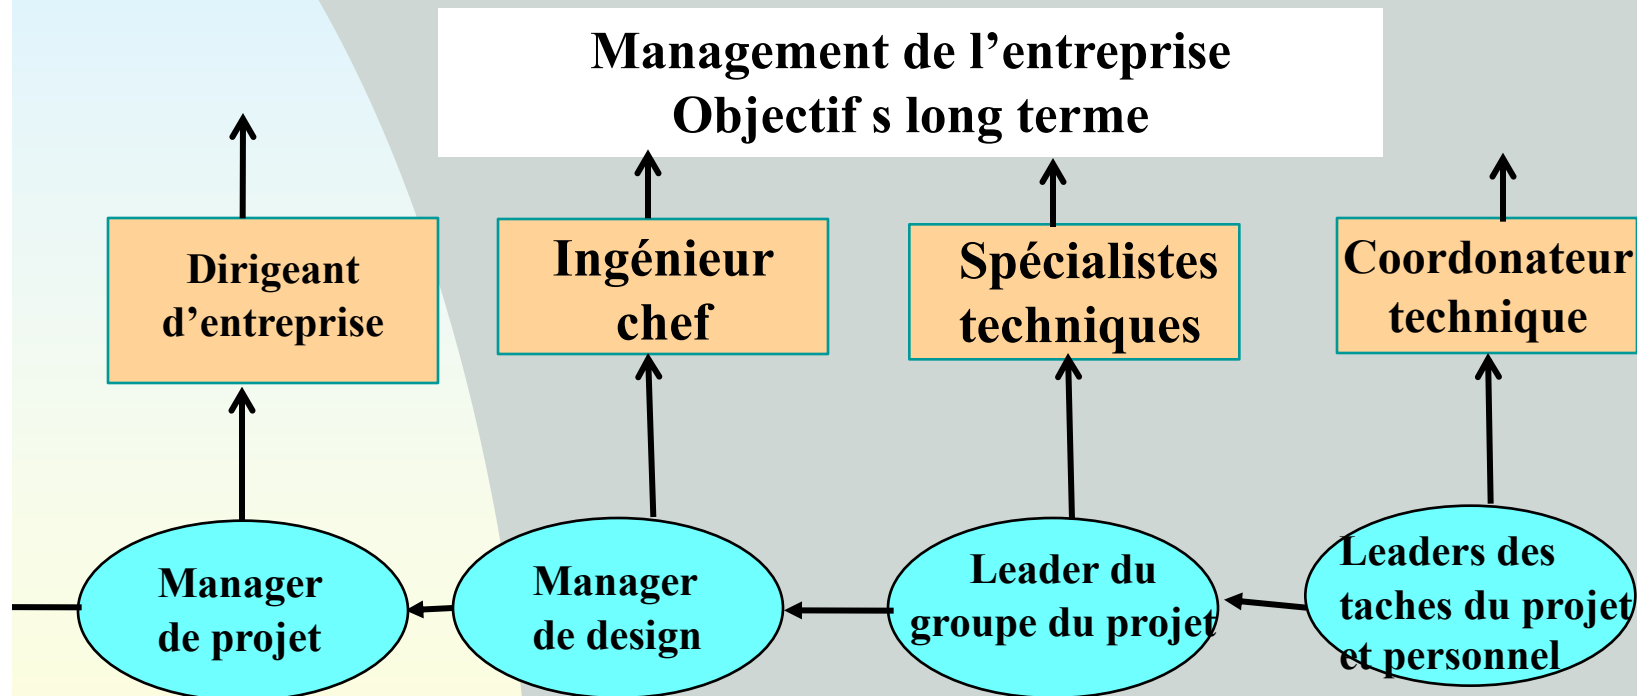 Management de l’entreprise
Objectif s long terme
Dirigeant
d’entreprise
Ingénieur
chef
Spécialistes
techniques
Coordonateur
technique
Manager
de projet
Manager
de design
Leader du
groupe du projet
Leaders des
taches du projet
et personnel